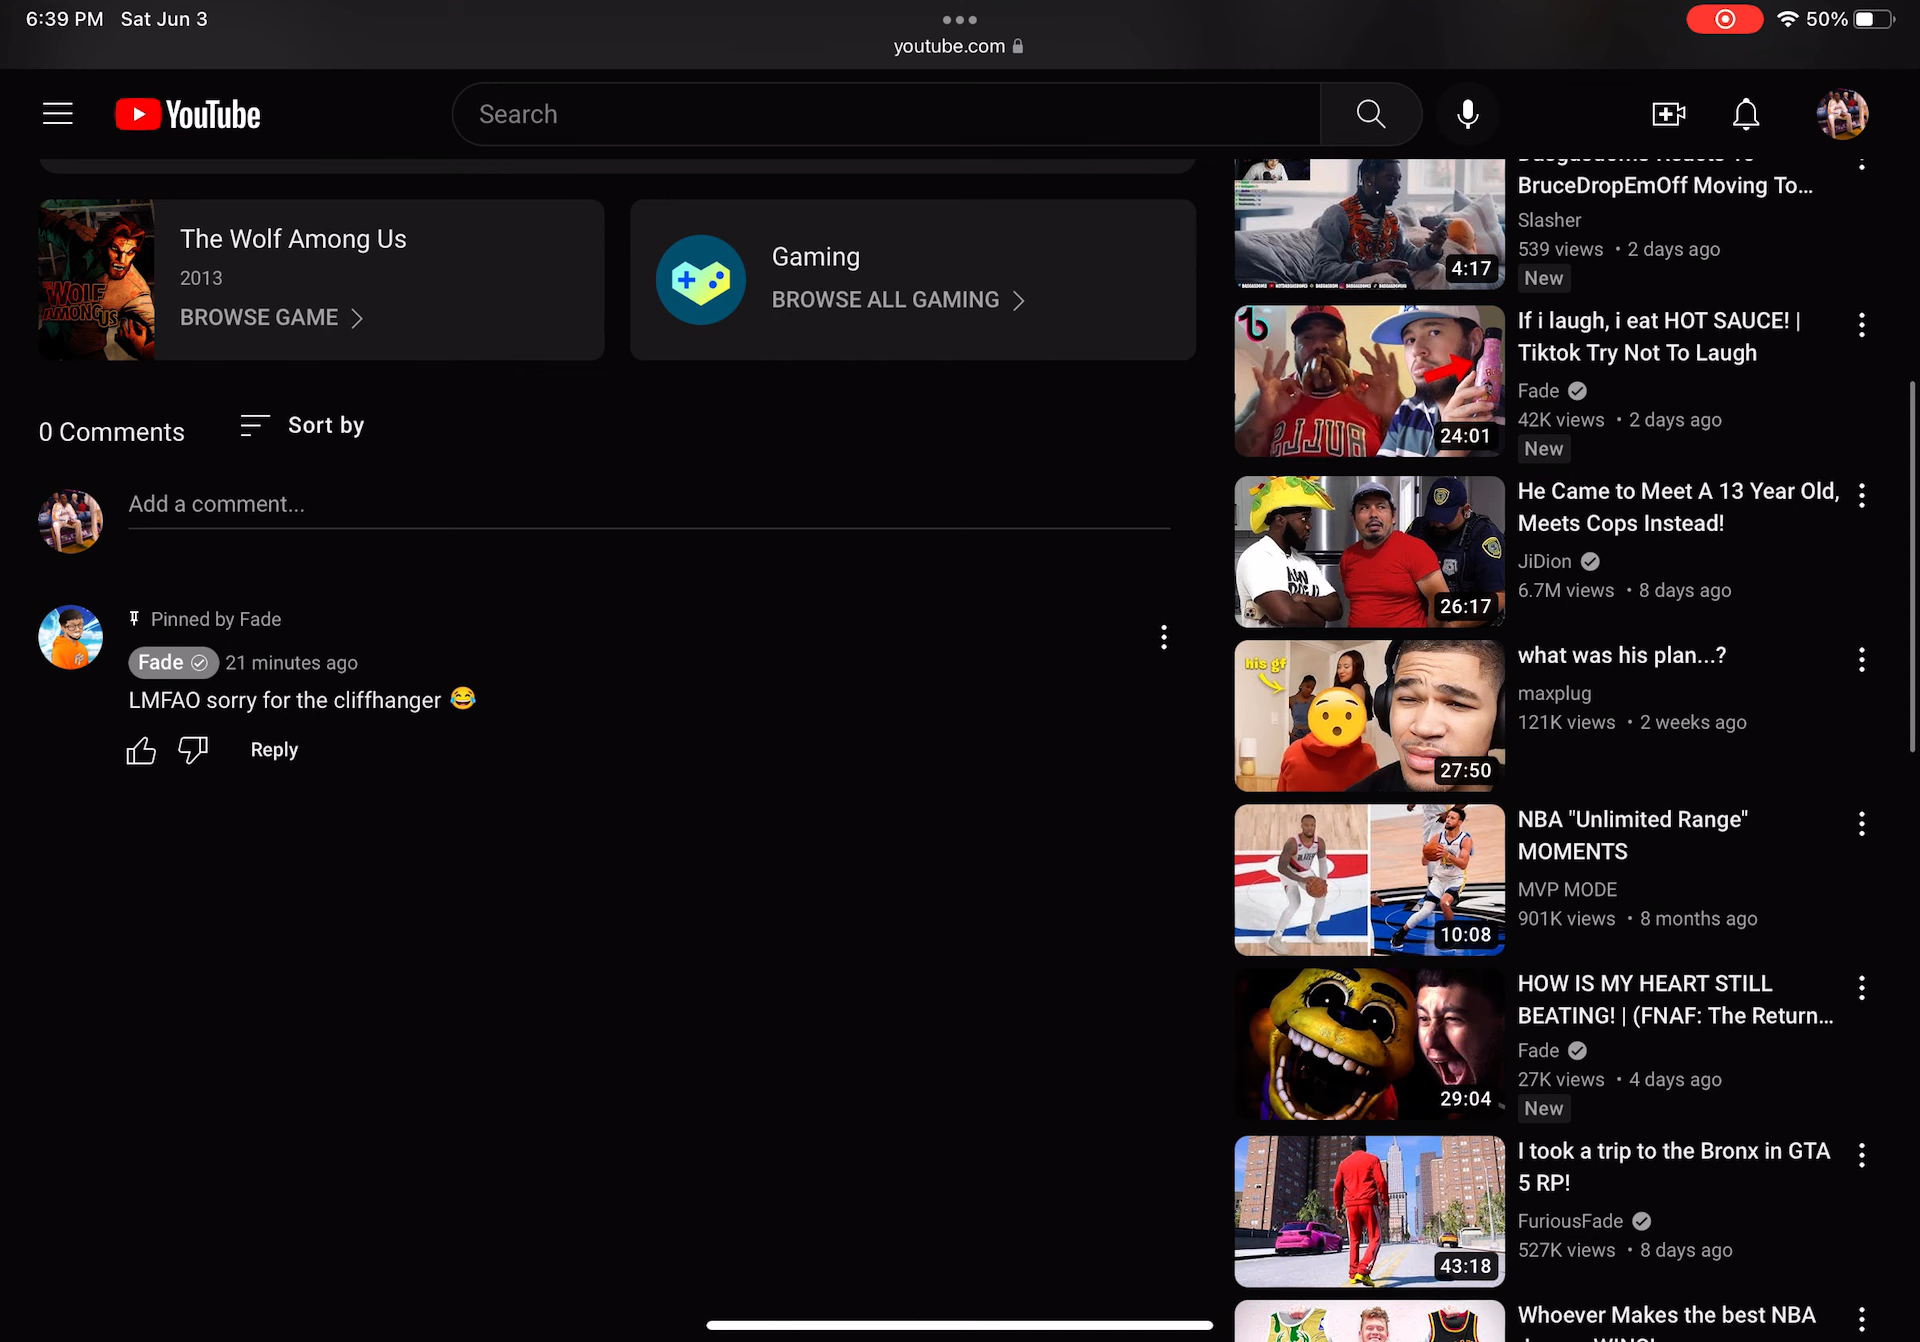 6:39 PM Sat Jun 3
50%
youtube.com
YouTube
Search
The Wolf Among Us
2013
BROWSE GAME
WOLF
AMONG US
Gaming
BROWSE ALL GAMING
0 Comments
Sort by
Add a comment...
Pinned by Fade
Fade
21 minutes ago
LMFAO sorry for the cliffhanger 😂
Reply
BruceDropEmOff Moving To...
Slasher
539 views • 2 days ago
New
4:17
If i laugh, i eat HOT SAUCE! |
Tiktok Try Not To Laugh
Fade
42K views • 2 days ago
New
24:01
He Came to Meet A 13 Year Old,
Meets Cops Instead!
JiDion
6.7M views • 8 days ago
26:17
what was his plan...?
maxplug
121K views • 2 weeks ago
his gf
27:50
NBA "Unlimited Range"
MOMENTS
MVP MODE
901K views • 8 months ago
10:08
HOW IS MY HEART STILL
BEATING! | (FNAF: The Return...
Fade
27K views • 4 days ago
New
29:04
I took a trip to the Bronx in GTA
5 RP!
FuriousFade
527K views • 8 days ago
43:18
Whoever Makes the best NBA